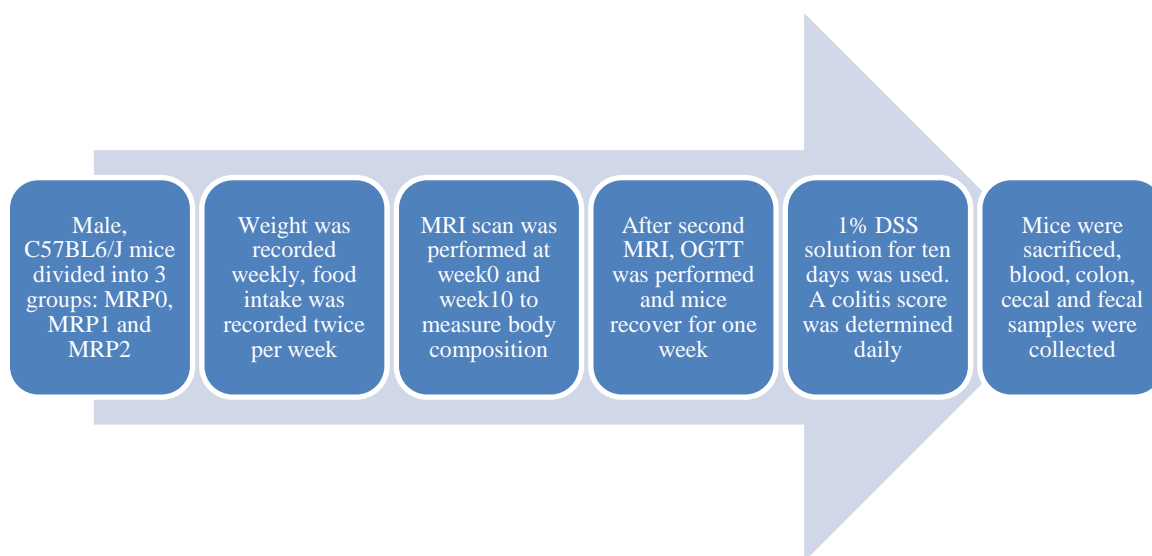 Male,
C57BL6/J mice
divided into 3
groups: MRP0,
MRP1 and
MRP2
Weight was
recorded
weekly, food
intake was
recorded twice
per week
MRI scan was
performed at
week0 and
week10 to
measure body
composition
After second
MRI, OGTT
was performed
and mice
recover for one
week
1% DSS
solution for ten
days was used.
A colitis score
was determined
daily
Mice were
sacrificed,
blood, colon,
cecal and fecal
samples were
collected